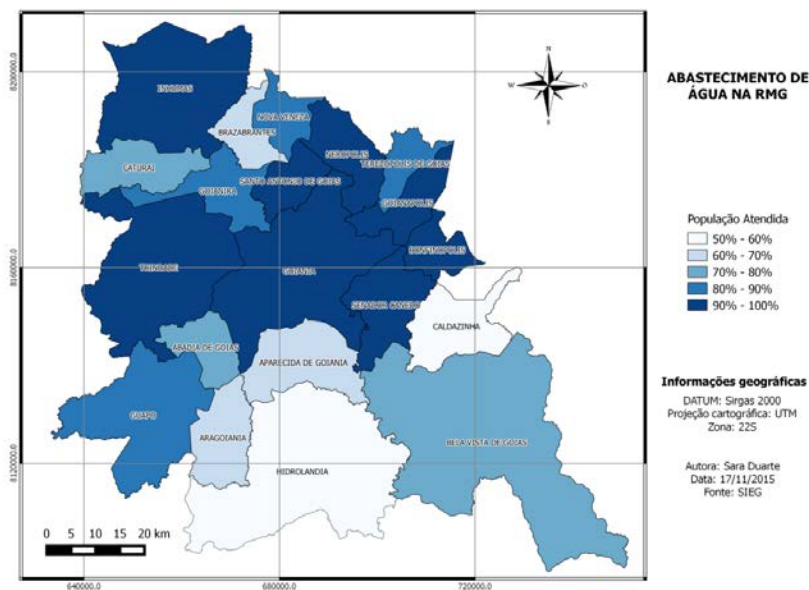 ABASTECIMENTO DE
ÁGUA NA RMG
N
W
O
S
População Atendida
50% - 60%
60% - 70%
70% - 80%
80% - 90%
90% - 100%
Informações geográficas
DATUM: Sirgas 2000
Projeção cartográfica: UTM
Zona: 22S
Autora: Sara Duarte
Data: 17/11/2015
Fonte: SIEG
8200000.0
8160000.0
8120000.0
640000.0
680000.0
720000.0
0 5 10 15 20 km
INHUMAS
NOVA VENEZA
BRAZABRANTES
NEROPOLIS
TEREZOPOLIS DE GOIAS
CATURAI
GOIANIRA
SANTO ANTONIO DE GOIAS
GOIANAPOLIS
BONFINOPOLIS
TRINDADE
GOIANIA
SENADOR CANEDO
CALDAZINHA
ABADIA DE GOIAS
APARECIDA DE GOIANIA
GUAPO
ARAGOIANIA
BELA VISTA DE GOIAS
HIDROLANDIA